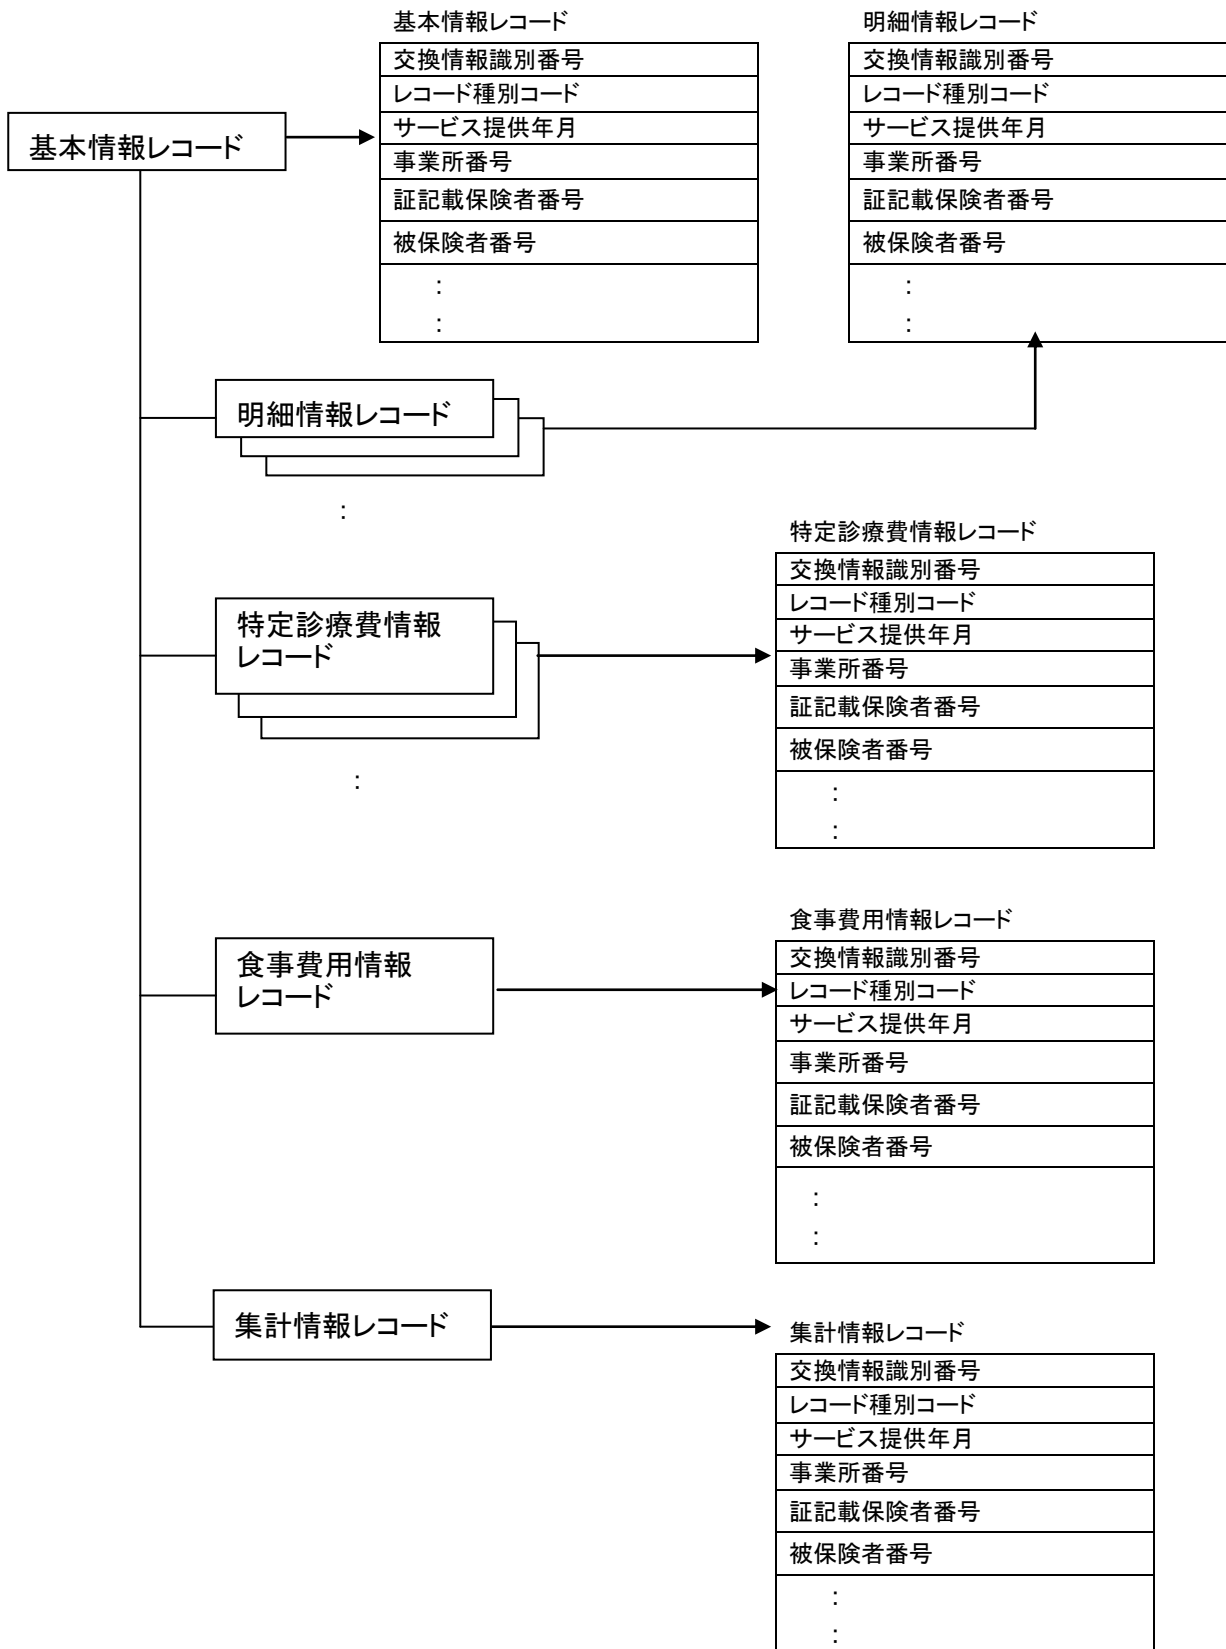 基本情報レコード
交換情報識別番号
レコード種別コード
サービス提供年月
事業所番号
証記載保険者番号
被保険者番号
:
:
明細情報レコード
交換情報識別番号
レコード種別コード
サービス提供年月
事業所番号
証記載保険者番号
被保険者番号
:
:
基本情報レコード
明細情報レコード
:
特定診療費情報レコード
交換情報識別番号
レコード種別コード
サービス提供年月
事業所番号
証記載保険者番号
被保険者番号
:
:
特定診療費情報
レコード
:
食事費用情報レコード
交換情報識別番号
レコード種別コード
サービス提供年月
事業所番号
証記載保険者番号
被保険者番号
:
:
食事費用情報
レコード
集計情報レコード
集計情報レコード
交換情報識別番号
レコード種別コード
サービス提供年月
事業所番号
証記載保険者番号
被保険者番号
:
: